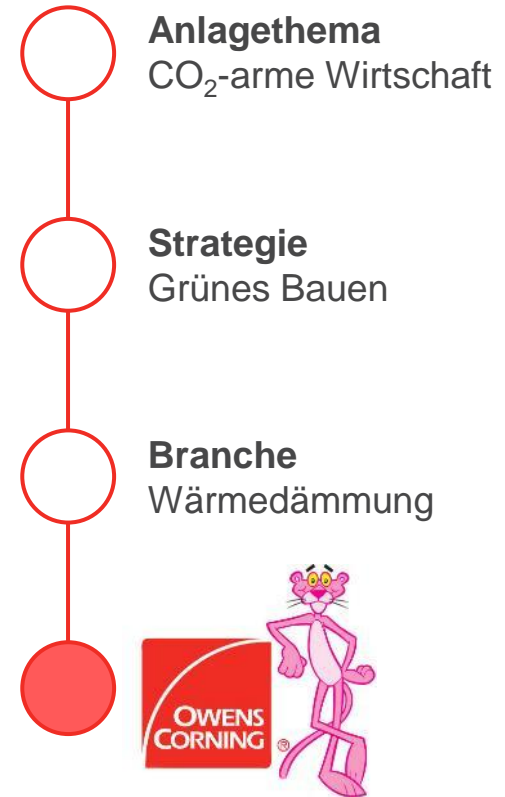 Anlagethema
CO₂-arme Wirtschaft
Strategie
Grünes Bauen
Branche
Wärmedämmung
OWENS
CORNING ®